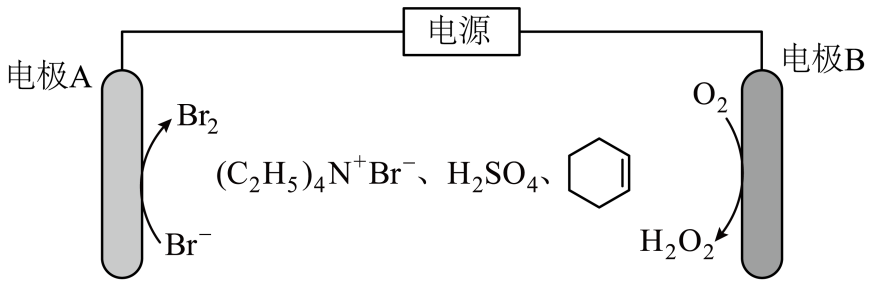 电源
电极A
电极B
Br₂
O₂
(C₂H₅)₄N⁺Br⁻、H₂SO₄、
Br⁻
H₂O₂